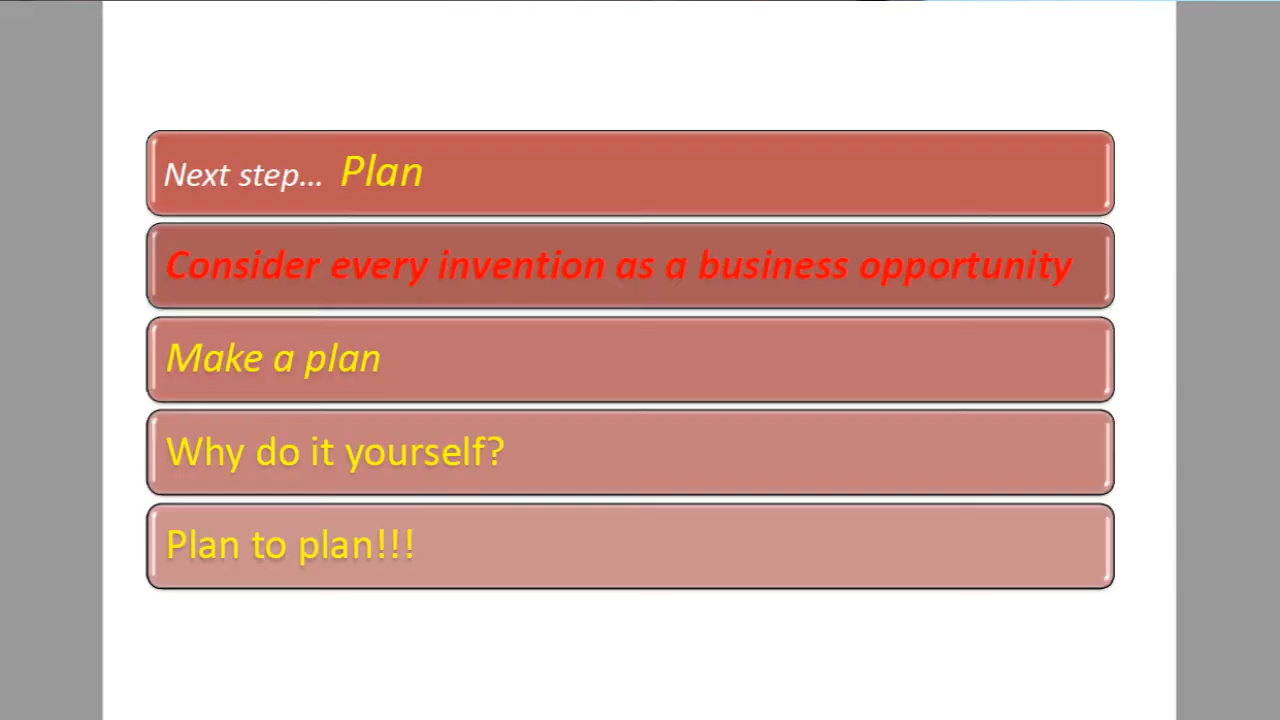 Next step... Plan
Consider every invention as a business opportunity
Make a plan
Why do it yourself?
Plan to plan!!!